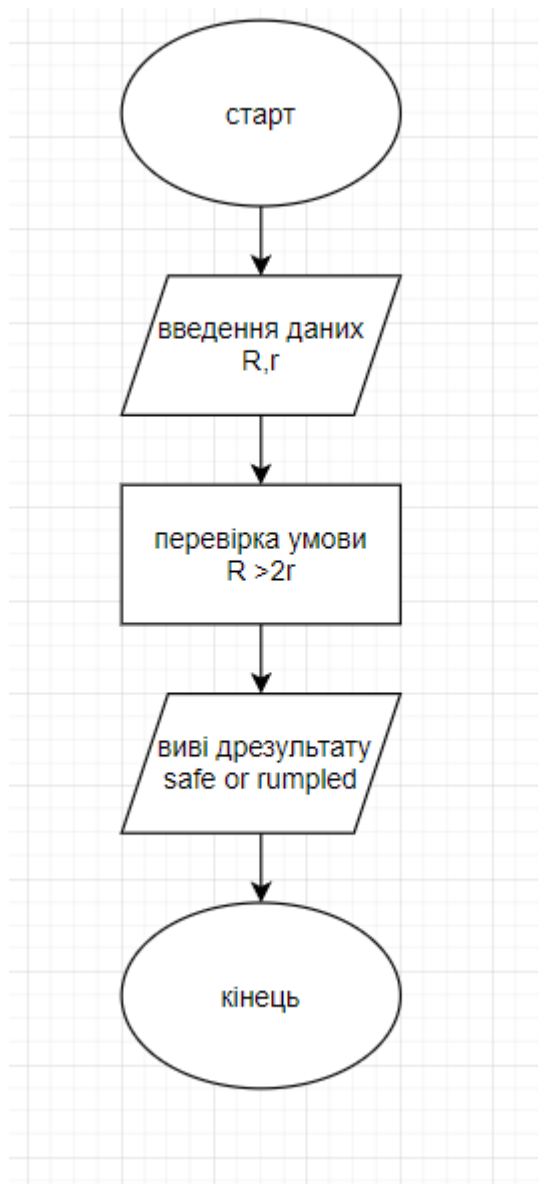 старт
введення даних
R,r
перевірка умови
R >2r
виві дрезультату
safe or rumpled
кінець